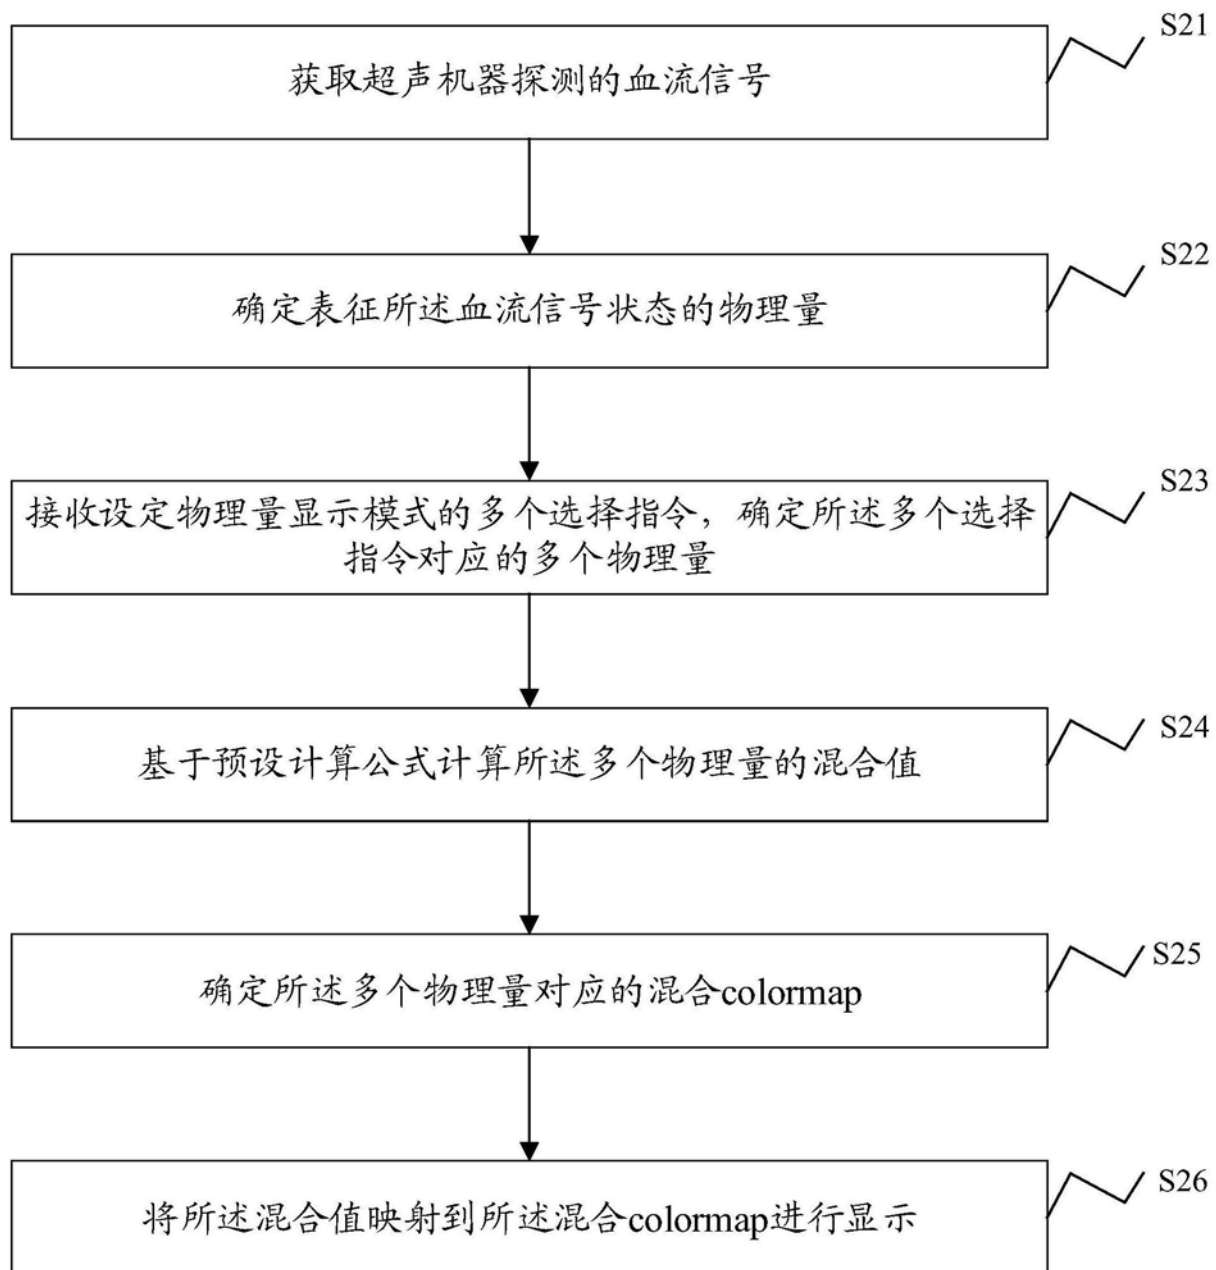 S21
获取超声机器探测的血流信号
S22
确定表征所述血流信号状态的物理量
S23
接收设定物理量显示模式的多个选择指令，确定所述多个选择
指令对应的多个物理量
S24
基于预设计算公式计算所述多个物理量的混合值
S25
确定所述多个物理量对应的混合colormap
S26
将所述混合值映射到所述混合colormap进行显示